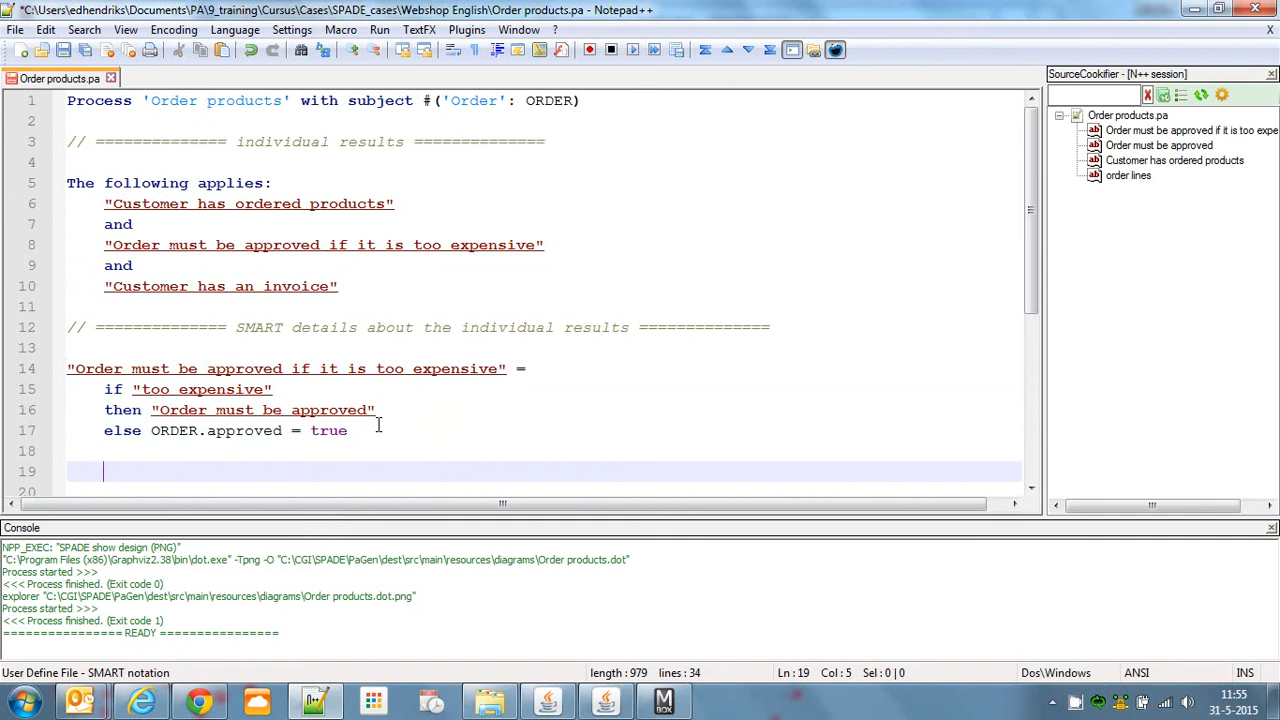 *C:\Users\edhendriks\Documents\PA\9_training\Cursus\Cases\SPADE_cases\Webshop English\Order products.pa - Notepad++
File Edit Search View Encoding Language Settings Macro Run TextFX Plugins Window ? X
Order products.pa
1 Process 'Order products' with subject #('Order': ORDER)
2
3 // ============== individual results ==============
4
5 The following applies:
6 "Customer has ordered products"
7 and
8 "Order must be approved if it is too expensive"
9 and
10 "Customer has an invoice"
11
12 // ============== SMART details about the individual results ==============
13
14 "Order must be approved if it is too expensive" =
15 if "too expensive"
16 then "Order must be approved"
17 else ORDER.approved = true
18
19
20
SourceCookifier - [N++ session]
Order products.pa
Order must be approved if it is too expe
Order must be approved
Customer has ordered products
order lines
Console
NPP_EXEC: "SPADE show design (PNG)"
"C:\Program Files (x86)\Graphviz2.38\bin\dot.exe" -Tpng -O "C:\CGI\SPADE\PaGen\dest\src\main\resources\diagrams\Order products.dot"
Process started >>>
<<< Process finished. (Exit code 0)
explorer "C:\CGI\SPADE\PaGen\dest\src\main\resources\diagrams\Order products.dot.png"
Process started >>>
<<< Process finished. (Exit code 1)
================ READY ================
User Define File - SMART notation length : 979 lines : 34 Ln : 19 Col : 5 Sel : 0 | 0 Dos\Windows ANSI INS
11:55
31-5-2015